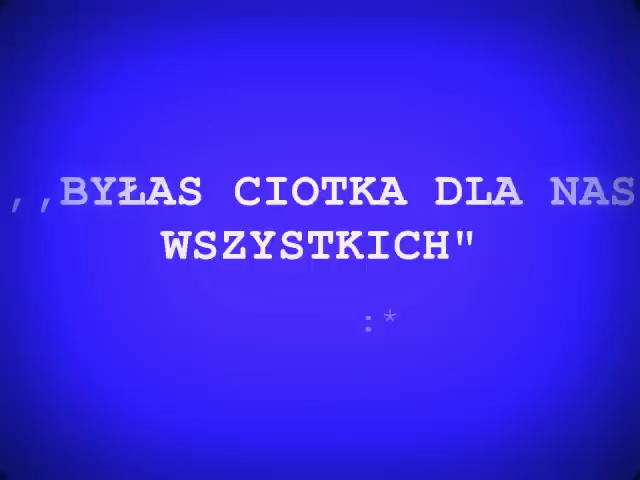 ,,BYŁAS CIOTKA DLA NAS
WSZYSTKICH"
:*